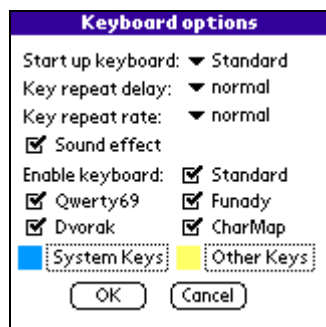 Keyboard options
Start up keyboard: Standard
Key repeat delay: normal
Key repeat rate: normal
Sound effect
Enable keyboard: Standard
Qwerty69 Funady
Dvorak CharMap
System Keys Other Keys
OK Cancel